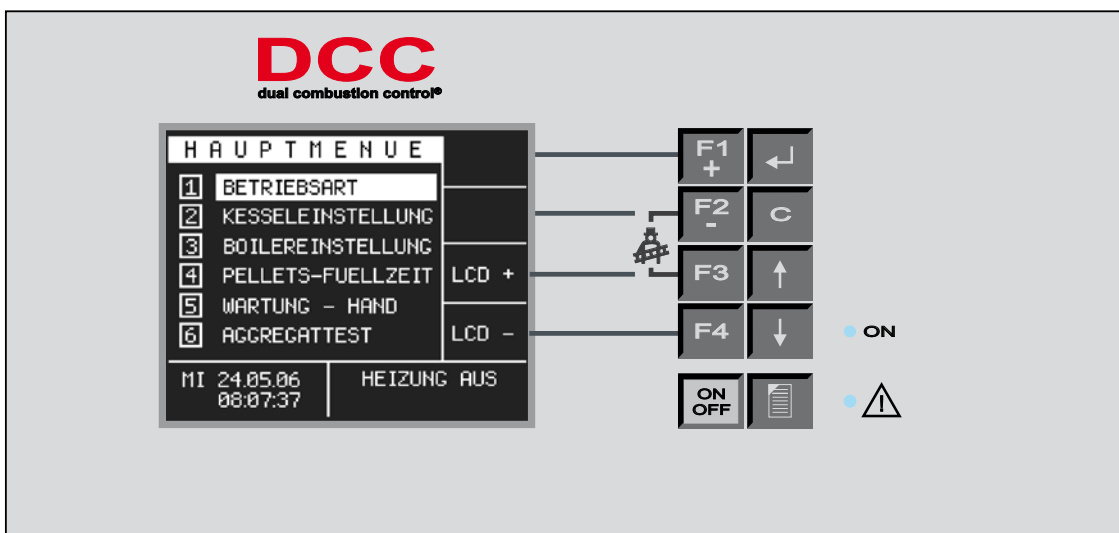 DCC
dual combustion control®
HAUPTMENUE
1 BETRIEBSART
2 KESSELEINSTELLUNG
3 BOILEREINSTELLUNG
4 PELLETS-FUELLZEIT
5 WARTUNG - HAND
6 AGGREGATTEST
LCD +
LCD -
MI 24.05.06
08:07:37
HEIZUNG AUS
F1
+
↵
F2
-
C
F3
↑
F4
↓
ON
ON
OFF